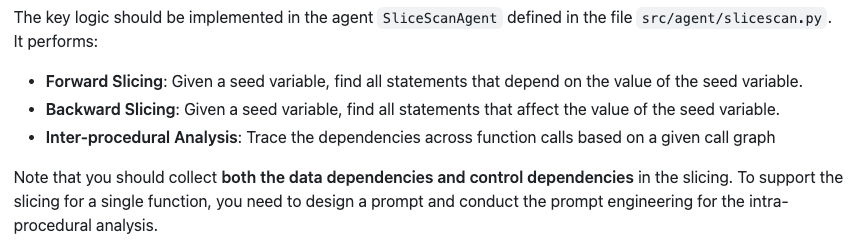 The key logic should be implemented in the agent SliceScanAgent defined in the file src/agent/slicescan.py .
It performs:
• Forward Slicing: Given a seed variable, find all statements that depend on the value of the seed variable.
• Backward Slicing: Given a seed variable, find all statements that affect the value of the seed variable.
• Inter-procedural Analysis: Trace the dependencies across function calls based on a given call graph
Note that you should collect both the data dependencies and control dependencies in the slicing. To support the
slicing for a single function, you need to design a prompt and conduct the prompt engineering for the intra-
procedural analysis.